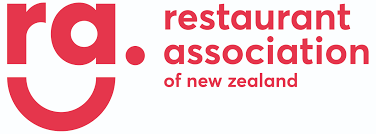 ra.
restaurant
association
of new zealand